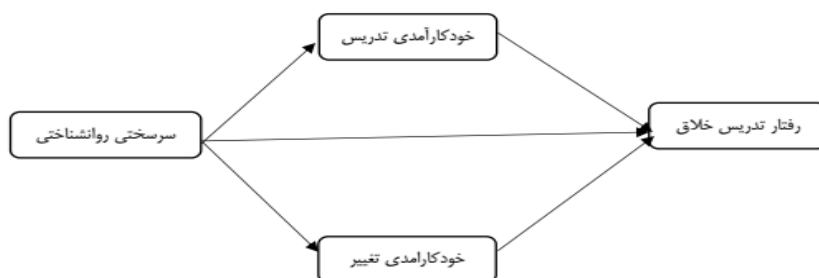 خودکارآمدی تدریس
رفتار تدریس خلاق
سرسختی روانشناختی
خودکارامدی تغییر